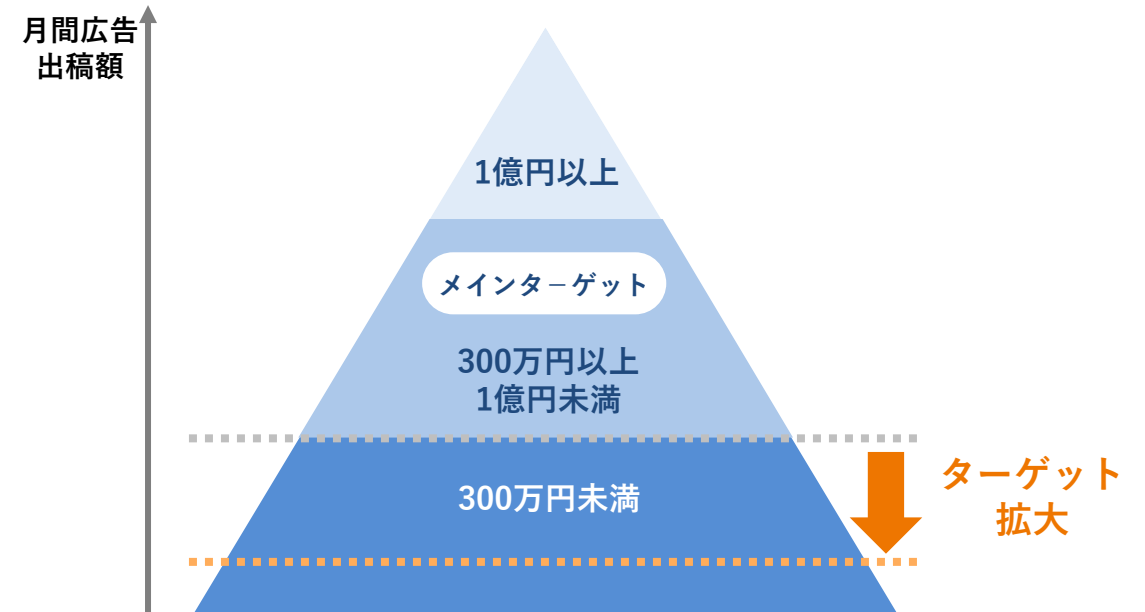 月間広告
出稿額
1億円以上
メインターゲット
300万円以上
1億円未満
300万円未満
ターゲット
拡大